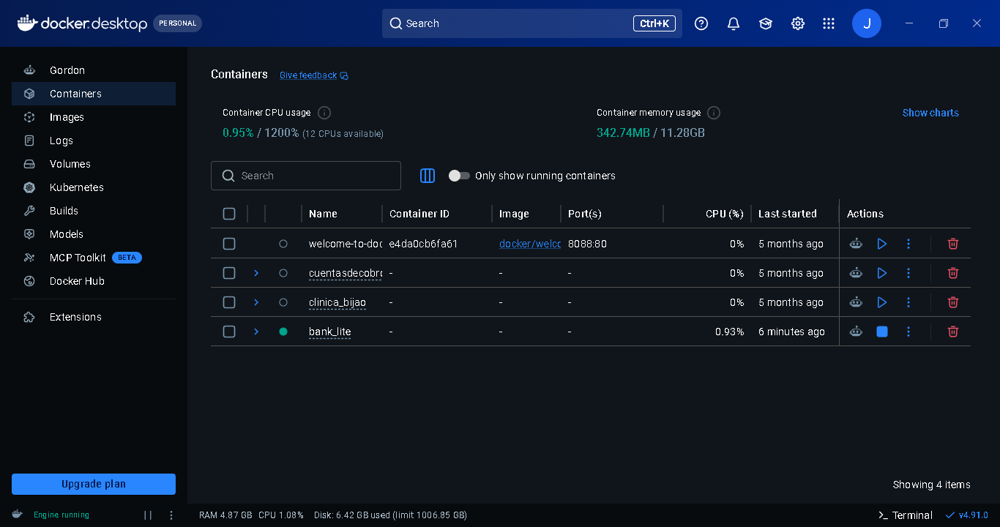 docker.desktop PERSONAL Search Ctrl+K J
Gordon
Containers
Images
Logs
Volumes
Kubernetes
Builds
Models
MCP Toolkit BETA
Docker Hub
Extensions
Upgrade plan
Containers Give feedback
Container CPU usage
0.95% / 1200% (12 CPUs available)
Container memory usage
342.74MB / 11.28GB
Show charts
Search
Only show running containers
Name Container ID Image Port(s) CPU (%) Last started Actions
welcome-to-doc e4da0cb6fa61 docker/welcc 8088:80 0% 5 months ago
cuentasdecobro - - - 0% 5 months ago
clinica_bijao - - - 0% 5 months ago
bank_lite - - - 0.93% 6 minutes ago
Showing 4 items
Engine running RAM 4.87 GB CPU 1.08% Disk: 6.42 GB used (limit 1006.85 GB) Terminal v4.91.0